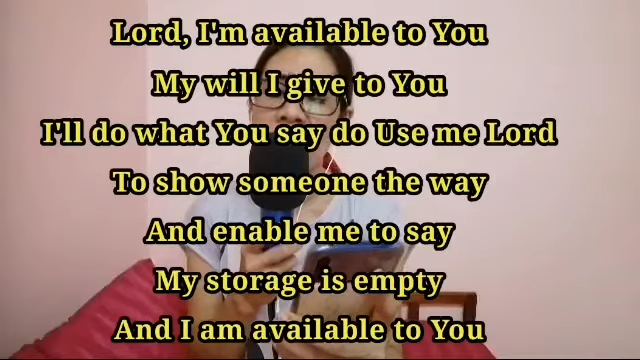 Lord, I'm available to You
My will I give to You
I'll do what You say do Use me Lord
To show someone the way
And enable me to say
My storage is empty
And I am available to You